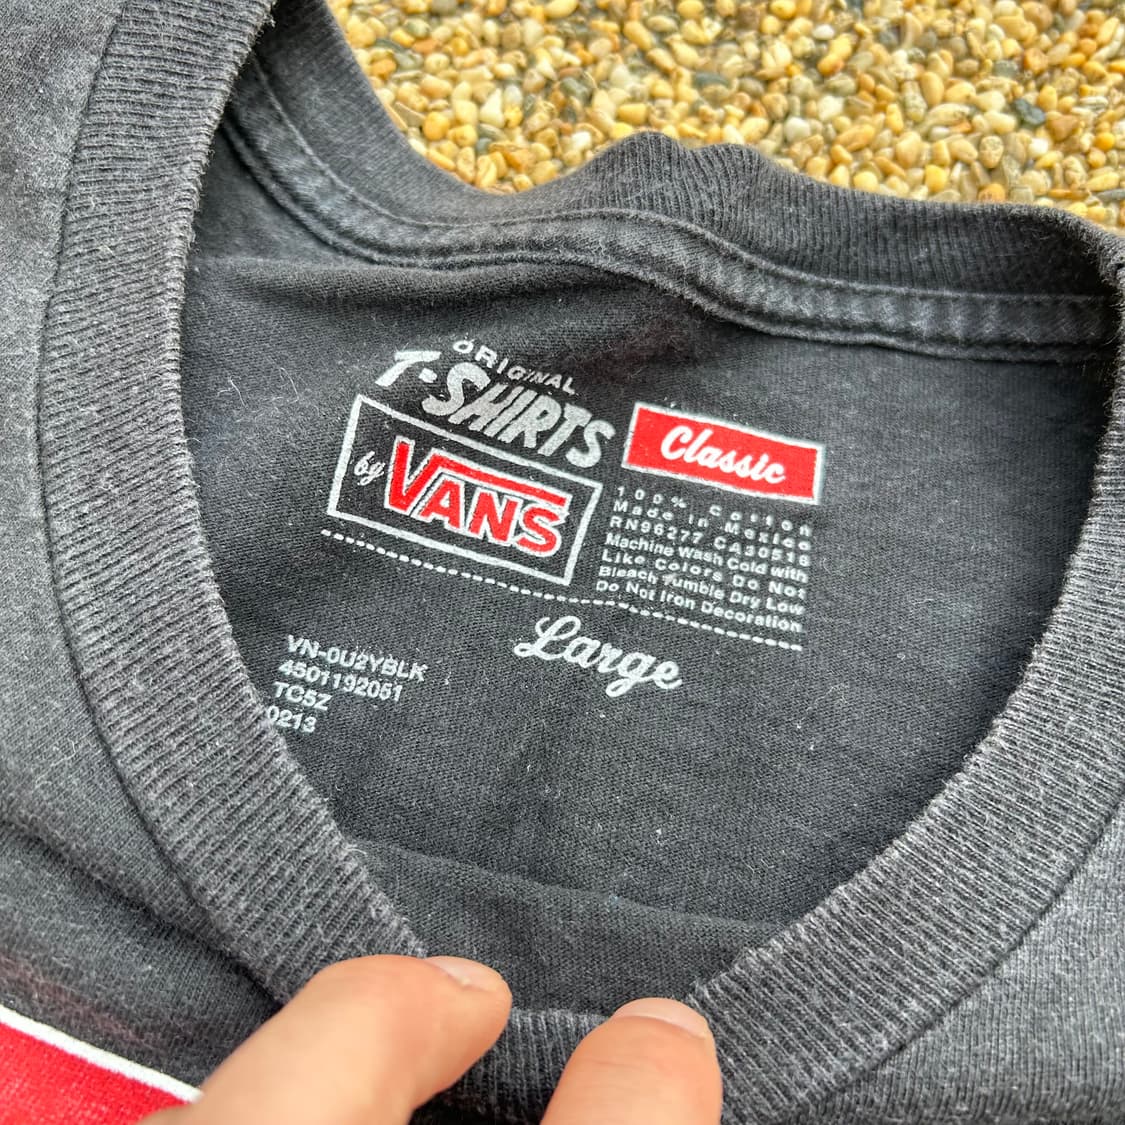 ORIGINAL
T-SHIRTS
by VANS
Classic
100% Cotton
Made in Mexico
RN96277 CA30516
Machine Wash Cold with
Like Colors Do Not
Bleach Tumble Dry Low
Do Not Iron Decoration
Large
VN-0U2YBLK
4501192051
TC5Z
0213